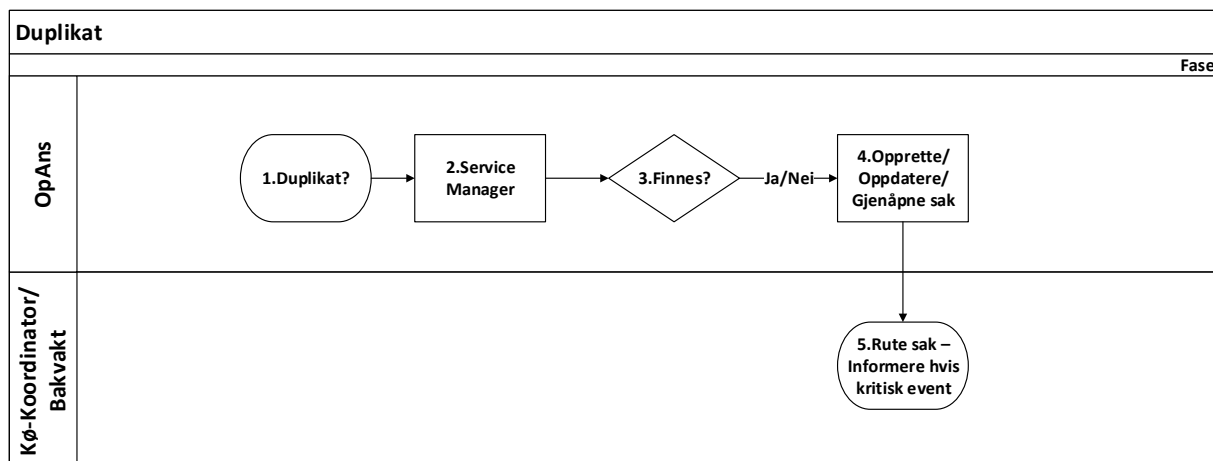 Duplikat
Fase
OpAns
1.Duplikat?
2.Service
Manager
3.Finnes?
Ja/Nei
4.Opprette/
Oppdatere/
Gjenåpne sak
Kø-Koordinator/
Bakvakt
5.Rute sak –
Informere hvis
kritisk event